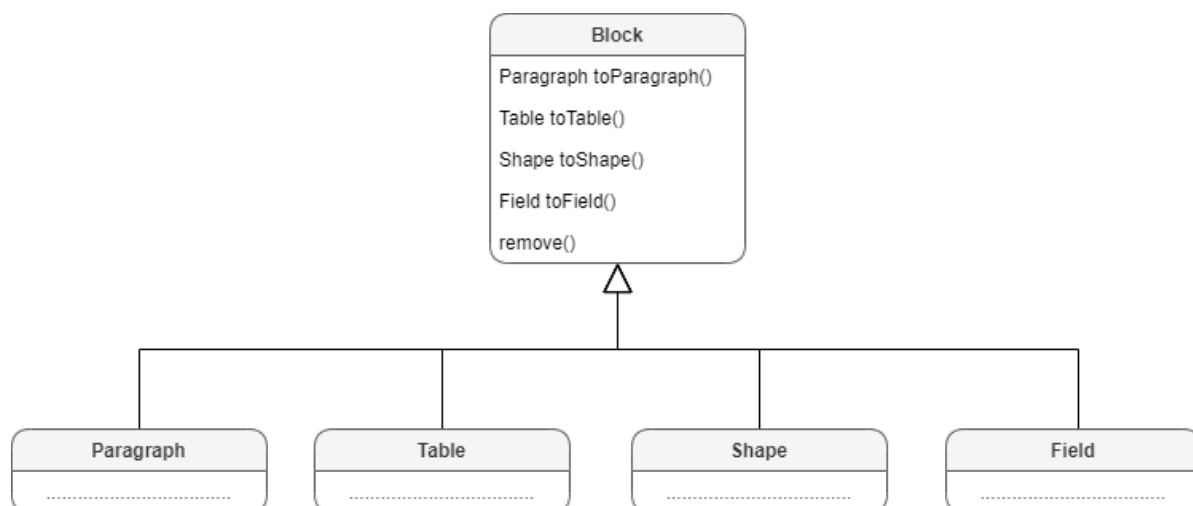 Block
Paragraph toParagraph()
Table toTable()
Shape toShape()
Field toField()
remove()
Paragraph
Table
Shape
Field